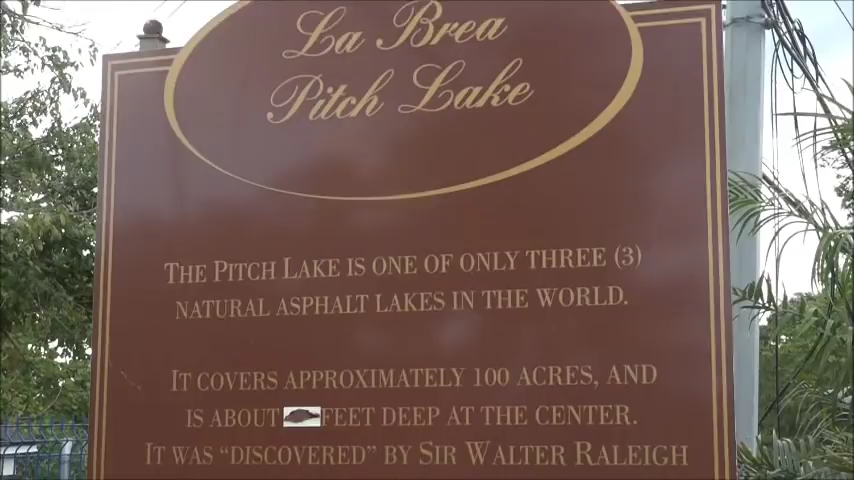 La Brea
Pitch Lake
The Pitch Lake is one of only three (3)
natural asphalt lakes in the world.
It covers approximately 100 acres, and
is about feet deep at the center.
It was "discovered" by Sir Walter Raleigh